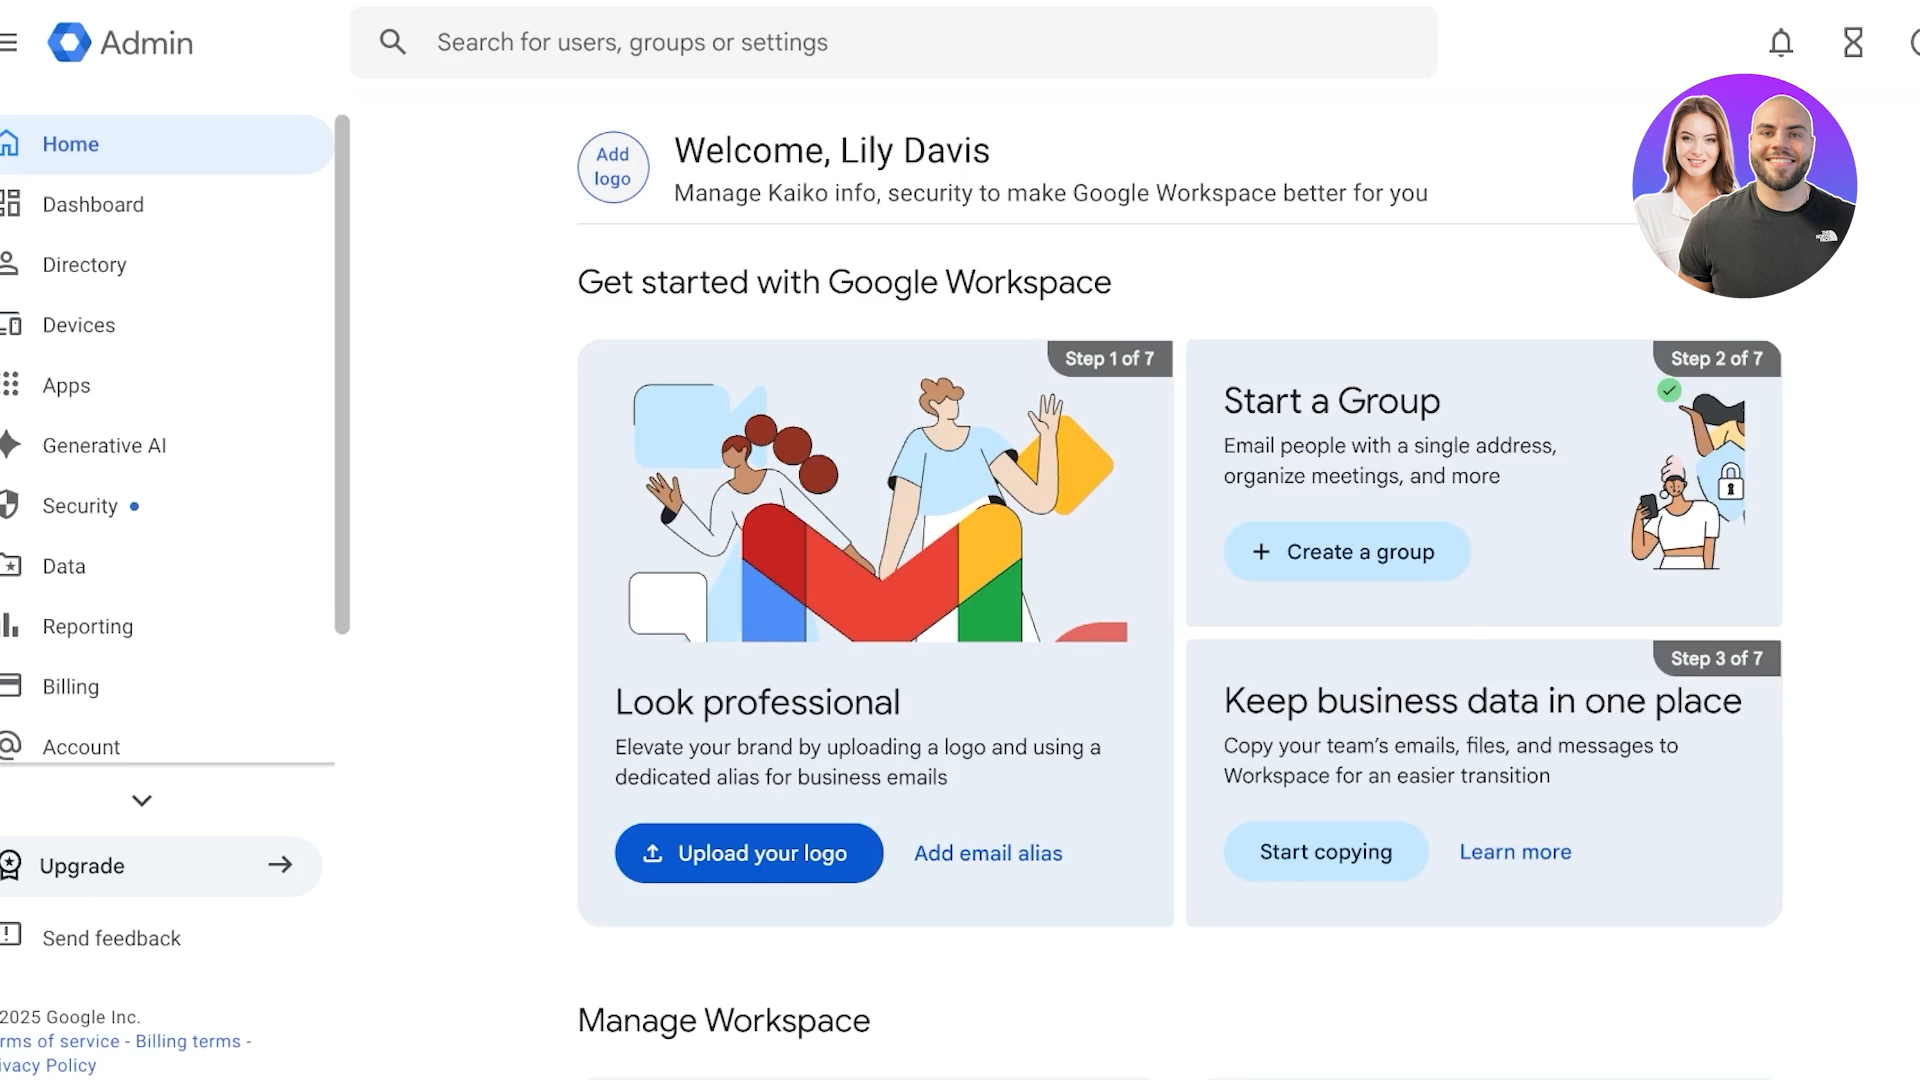 Admin
Search for users, groups or settings
Home
Dashboard
Directory
Devices
Apps
Generative AI
Security
Data
Reporting
Billing
Account
Upgrade
Send feedback
2025 Google Inc.
rms of service - Billing terms -
ivacy Policy
Add
logo
Welcome, Lily Davis
Manage Kaiko info, security to make Google Workspace better for you
Get started with Google Workspace
Step 1 of 7
Look professional
Elevate your brand by uploading a logo and using a
dedicated alias for business emails
Upload your logo
Add email alias
Step 2 of 7
Start a Group
Email people with a single address,
organize meetings, and more
+ Create a group
Step 3 of 7
Keep business data in one place
Copy your team's emails, files, and messages to
Workspace for an easier transition
Start copying
Learn more
Manage Workspace